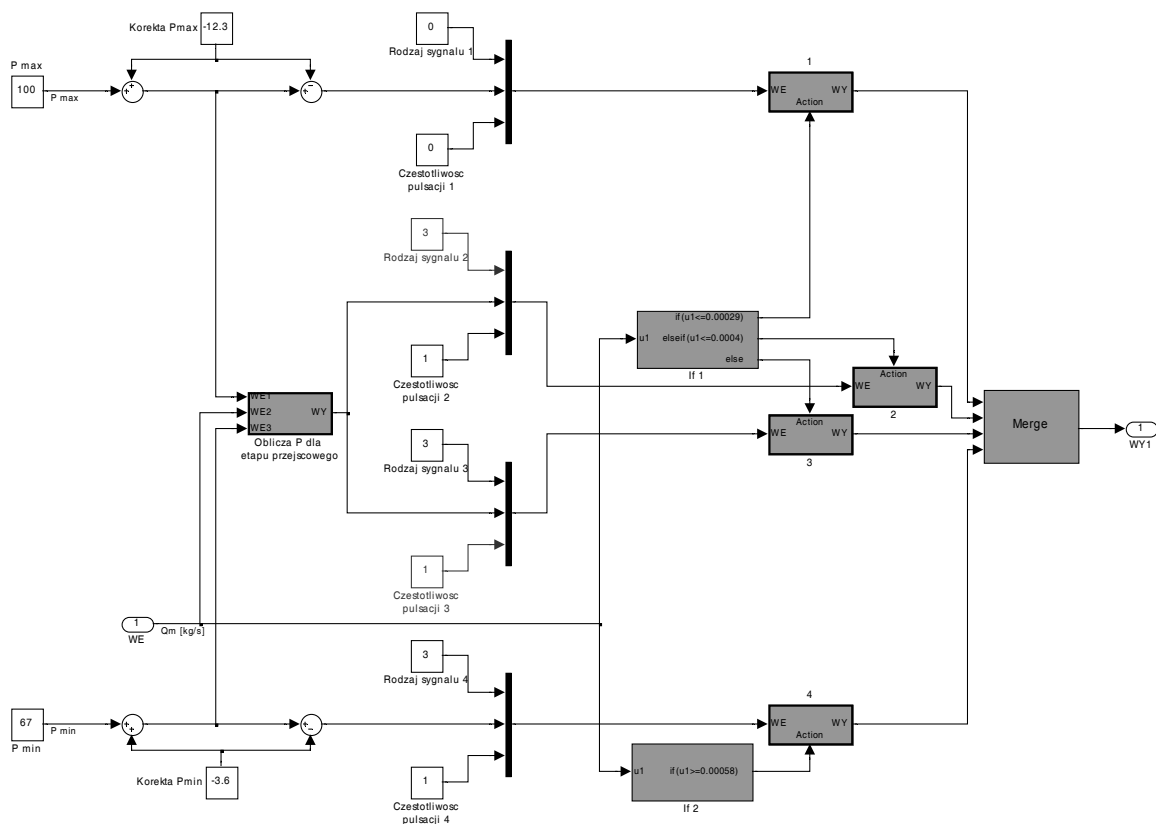 Korekta Pmax
-12.3
0
Rodzaj sygnalu 1
1
P max
100
P max
+
+
+
−
WE
WY
Action
0
Czestotliwosc
pulsacji 1
3
Rodzaj sygnalu 2
if(u1<=0.00029)
u1
elseif(u1<=0.0004)
else
If 1
1
Czestotliwosc
pulsacji 2
Action
WE
WY
2
WE1
WE2
WY
WE3
Oblicza P dla
etapu przejscowego
Merge
1
WY1
3
Rodzaj sygnalu 3
Action
WE
WY
3
1
Czestotliwosc
pulsacji 3
1
WE
Qm [kg/s]
3
Rodzaj sygnalu 4
4
67
P min
P min
+
+
+
−
WE
WY
Action
Korekta Pmin
-3.6
1
Czestotliwosc
pulsacji 4
u1
if(u1>=0.00058)
If 2